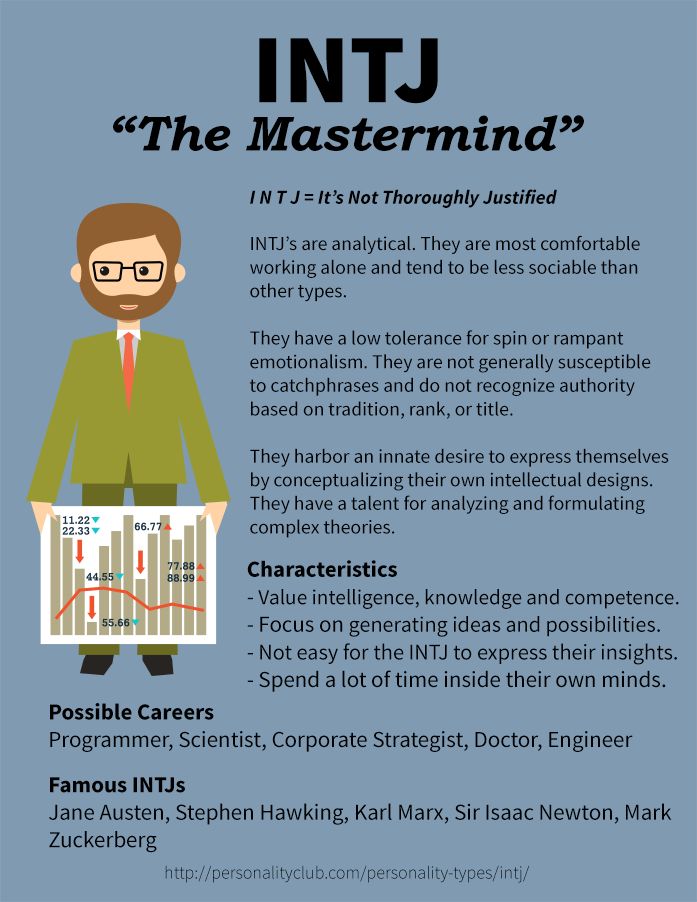 INTJ
“The Mastermind”
I N T J = It’s Not Thoroughly Justified
INTJ’s are analytical. They are most comfortable
working alone and tend to be less sociable than
other types.
They have a low tolerance for spin or rampant
emotionalism. They are not generally susceptible
to catchphrases and do not recognize authority
based on tradition, rank, or title.
They harbor an innate desire to express themselves
by conceptualizing their own intellectual designs.
They have a talent for analyzing and formulating
complex theories.
11.22
22.33
66.77
77.88
88.99
44.55
55.66
Characteristics
- Value intelligence, knowledge and competence.
- Focus on generating ideas and possibilities.
- Not easy for the INTJ to express their insights.
- Spend a lot of time inside their own minds.
Possible Careers
Programmer, Scientist, Corporate Strategist, Doctor, Engineer
Famous INTJs
Jane Austen, Stephen Hawking, Karl Marx, Sir Isaac Newton, Mark
Zuckerberg
http://personalityclub.com/personality-types/intj/